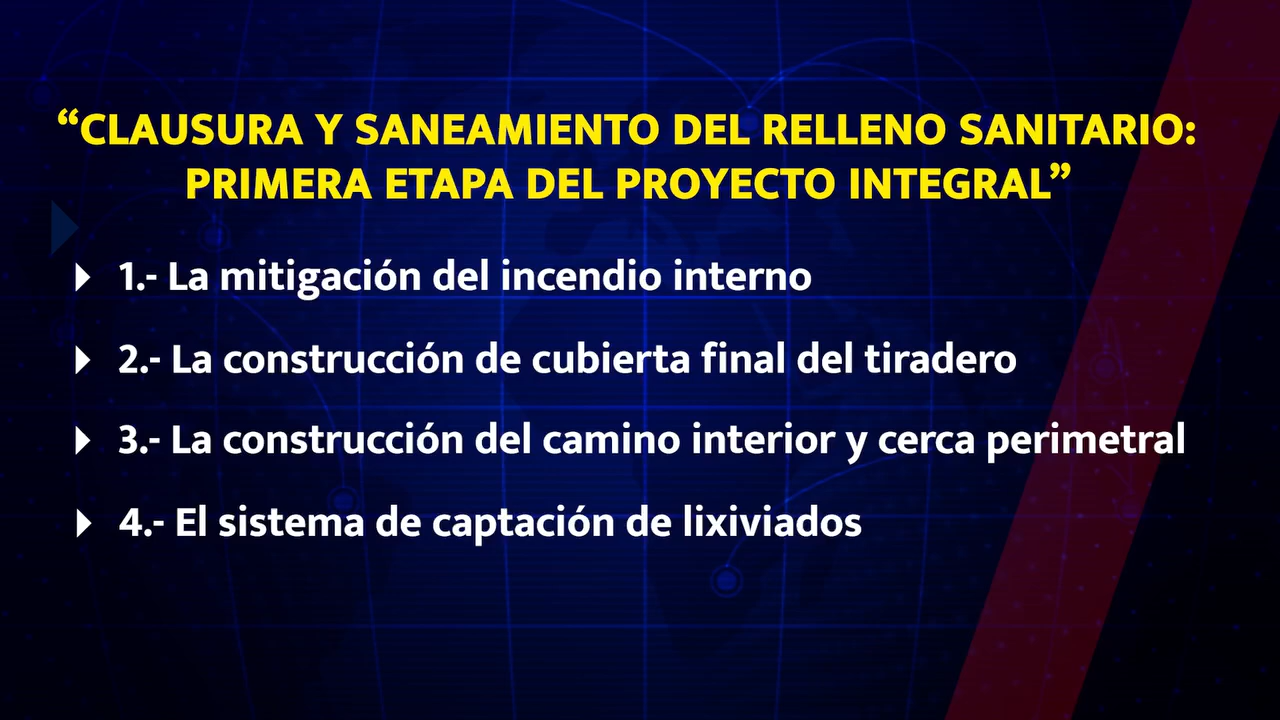 “CLAUSURA Y SANEAMIENTO DEL RELLENO SANITARIO:
PRIMERA ETAPA DEL PROYECTO INTEGRAL”
1.- La mitigación del incendio interno
2.- La construcción de cubierta final del tiradero
3.- La construcción del camino interior y cerca perimetral
4.- El sistema de captación de lixiviados